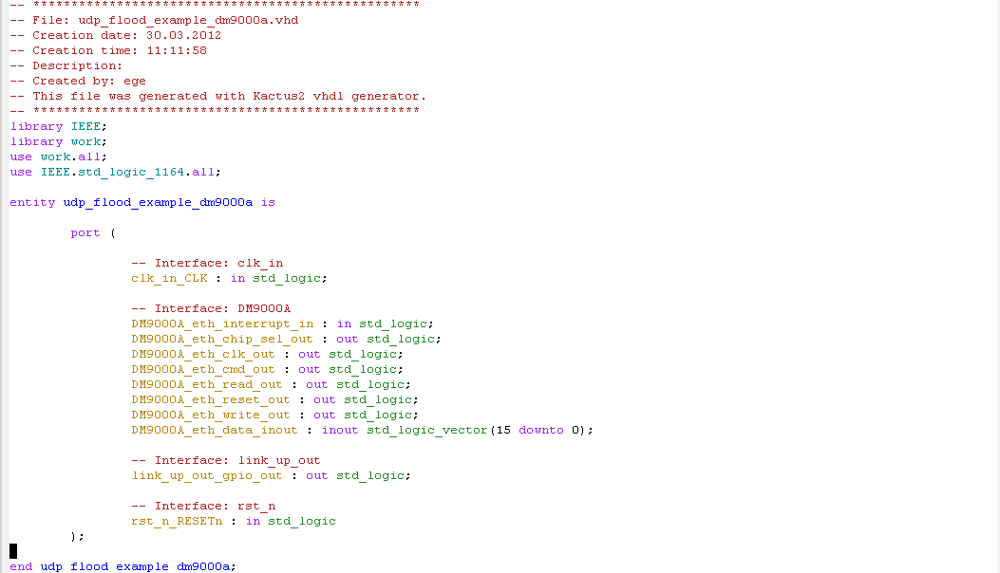 -- ***************************************************
-- File: udp_flood_example_dm9000a.vhd
-- Creation date: 30.03.2012
-- Creation time: 11:11:58
-- Description:
-- Created by: ege
-- This file was generated with Kactus2 vhdl generator.
-- ***************************************************
library IEEE;
library work;
use work.all;
use IEEE.std_logic_1164.all;
entity udp_flood_example_dm9000a is
port (
-- Interface: clk_in
clk_in_CLK : in std_logic;
-- Interface: DM9000A
DM9000A_eth_interrupt_in : in std_logic;
DM9000A_eth_chip_sel_out : out std_logic;
DM9000A_eth_clk_out : out std_logic;
DM9000A_eth_cmd_out : out std_logic;
DM9000A_eth_read_out : out std_logic;
DM9000A_eth_reset_out : out std_logic;
DM9000A_eth_write_out : out std_logic;
DM9000A_eth_data_inout : inout std_logic_vector(15 downto 0);
-- Interface: link_up_out
link_up_out_gpio_out : out std_logic;
-- Interface: rst_n
rst_n_RESETn : in std_logic
);
end udp_flood_example_dm9000a;